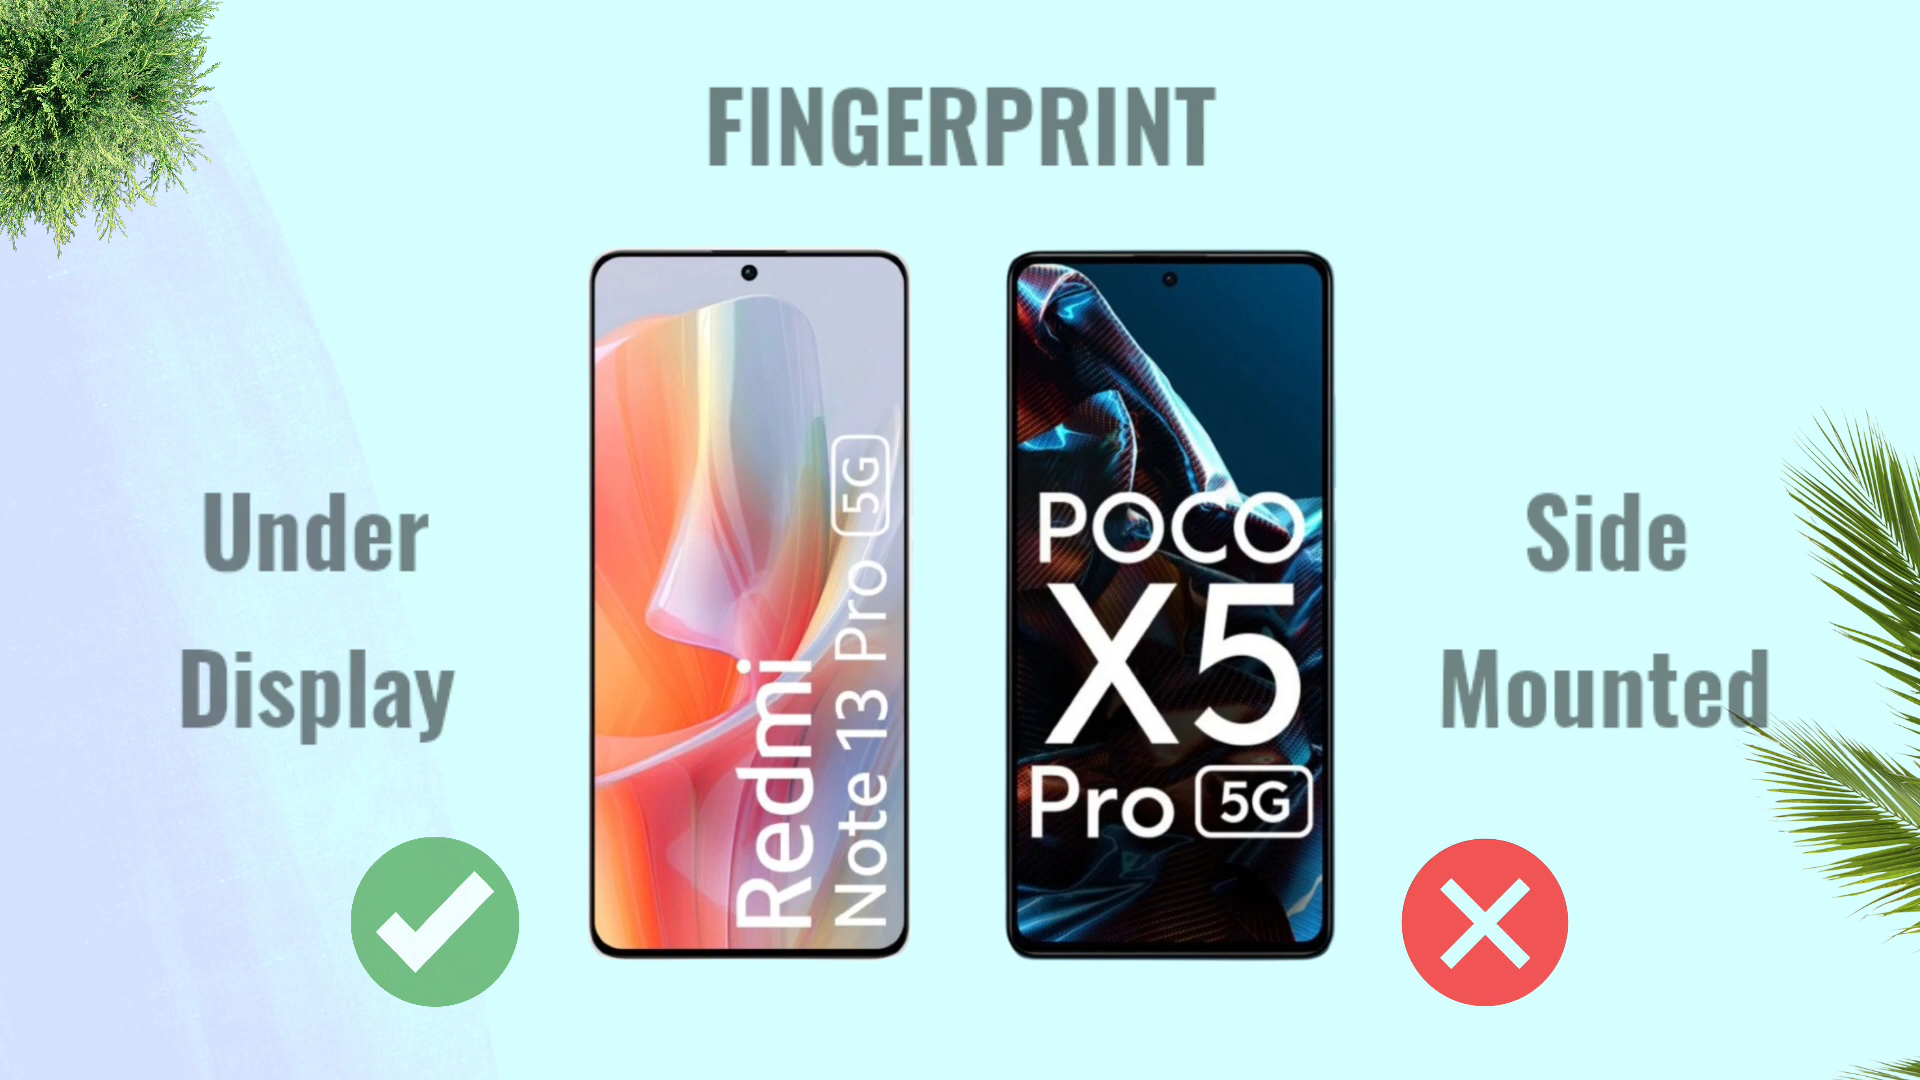 FINGERPRINT
Under
Display
Redmi
Note 13 Pro 5G
POCO
X5
Pro 5G
Side
Mounted